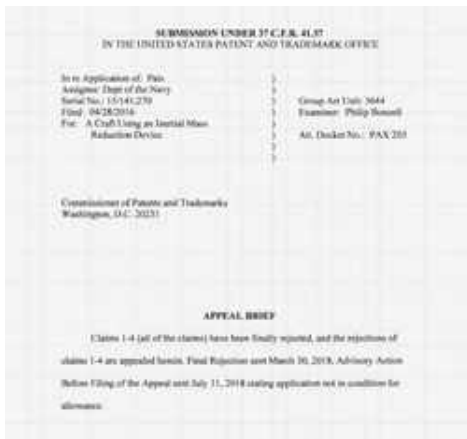 SUBMISSION UNDER 37 C.F.R. 41.37
IN THE UNITED STATES PATENT AND TRADEMARK OFFICE
In re Application of: Pais
Assignee: Dept of the Navy
Serial No.: 15/141,270
Filed: 04/28/2016
For: A Craft Using an Inertial Mass
Reduction Device
)
)
)
)
)
)
)
)
Group Art Unit: 3644
Examiner: Philip Bonzell
Att. Docket No.: PAX 205
Commissioner of Patents and Trademarks
Washington, D.C. 20231
APPEAL BRIEF
Claims 1-4 (all of the claims) have been finally rejected, and the rejections of
claims 1-4 are appealed herein. Final Rejection sent March 30, 2018, Advisory Action
Before Filing of the Appeal sent July 11, 2018 stating application not in condition for
allowance.